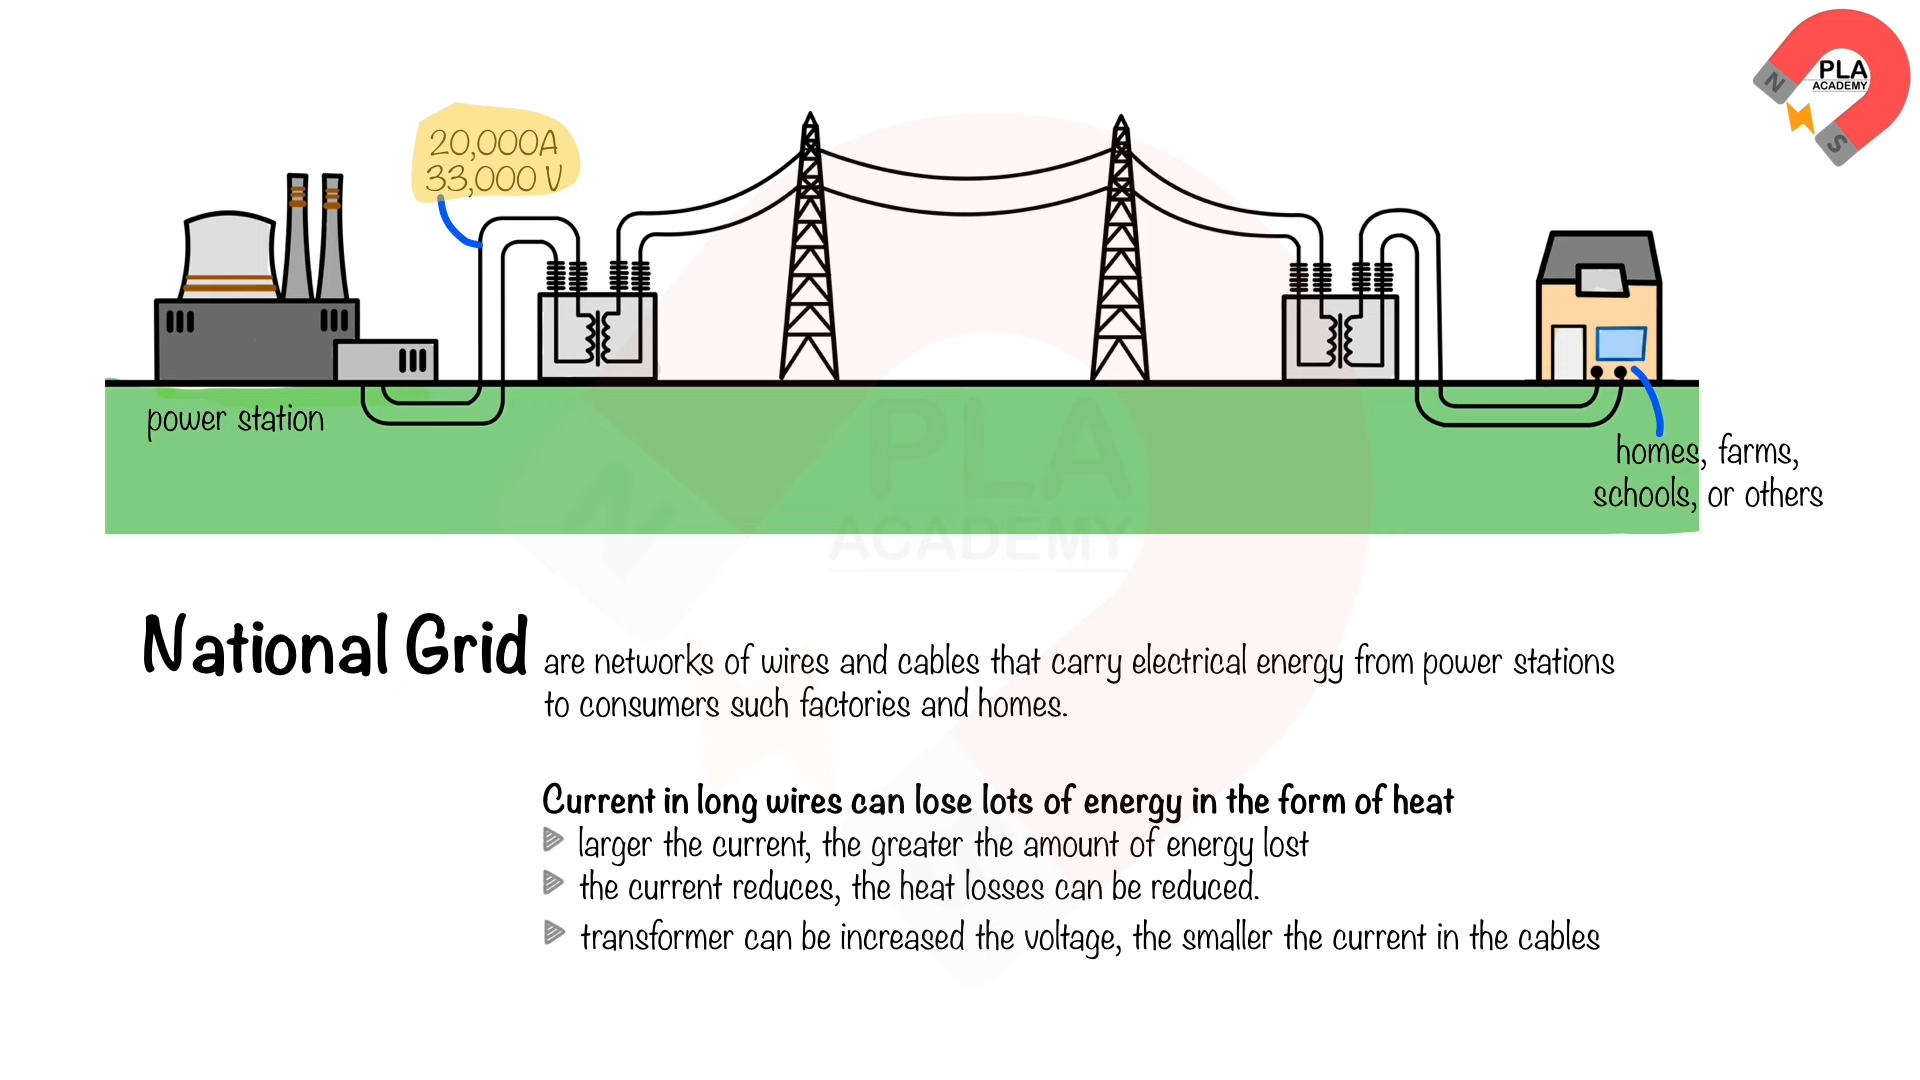 PLA
ACADEMY
N
S
20,000A
33,000 V
power station
homes, farms,
schools, or others
PLA
ACADEMY
N
National Grid are networks of wires and cables that carry electrical energy from power stations
to consumers such factories and homes.
Current in long wires can lose lots of energy in the form of heat
larger the current, the greater the amount of energy lost
the current reduces, the heat losses can be reduced.
transformer can be increased the voltage, the smaller the current in the cables